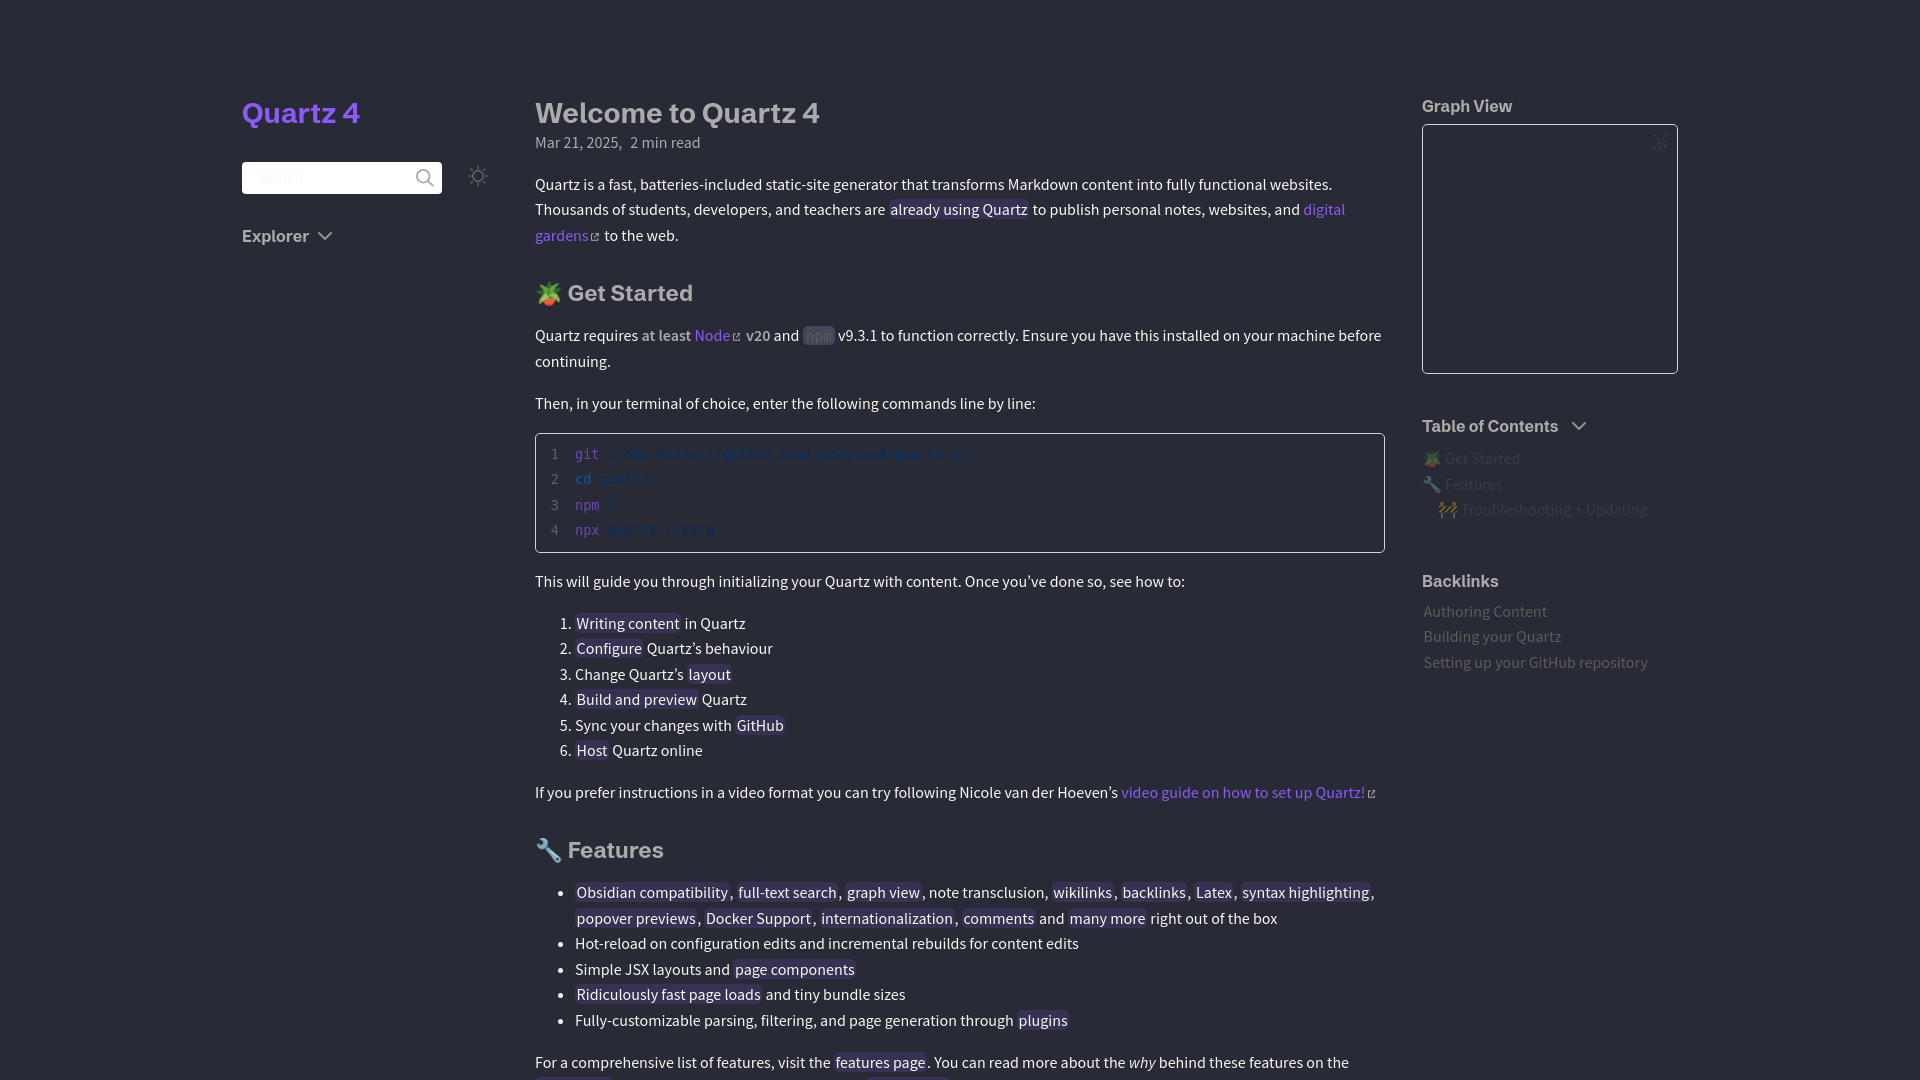 Quartz 4
Search
Explorer
Welcome to Quartz 4
Mar 21, 2025, 2 min read
Quartz is a fast, batteries-included static-site generator that transforms Markdown content into fully functional websites.
Thousands of students, developers, and teachers are already using Quartz to publish personal notes, websites, and digital
gardens to the web.
🪴 Get Started
Quartz requires at least Node v20 and npm v9.3.1 to function correctly. Ensure you have this installed on your machine before
continuing.
Then, in your terminal of choice, enter the following commands line by line:
1 git clone https://github.com/jackyzha0/quartz.git
2 cd quartz
3 npm i
4 npx quartz create
This will guide you through initializing your Quartz with content. Once you’ve done so, see how to:
1. Writing content in Quartz
2. Configure Quartz’s behaviour
3. Change Quartz’s layout
4. Build and preview Quartz
5. Sync your changes with GitHub
6. Host Quartz online
If you prefer instructions in a video format you can try following Nicole van der Hoeven’s video guide on how to set up Quartz!
🔧 Features
• Obsidian compatibility, full-text search, graph view, note transclusion, wikilinks, backlinks, Latex, syntax highlighting,
popover previews, Docker Support, internationalization, comments and many more right out of the box
• Hot-reload on configuration edits and incremental rebuilds for content edits
• Simple JSX layouts and page components
• Ridiculously fast page loads and tiny bundle sizes
• Fully-customizable parsing, filtering, and page generation through plugins
For a comprehensive list of features, visit the features page. You can read more about the why behind these features on the
Graph View
Table of Contents
🪴 Get Started
🔧 Features
🚧 Troubleshooting + Updating
Backlinks
Authoring Content
Building your Quartz
Setting up your GitHub repository